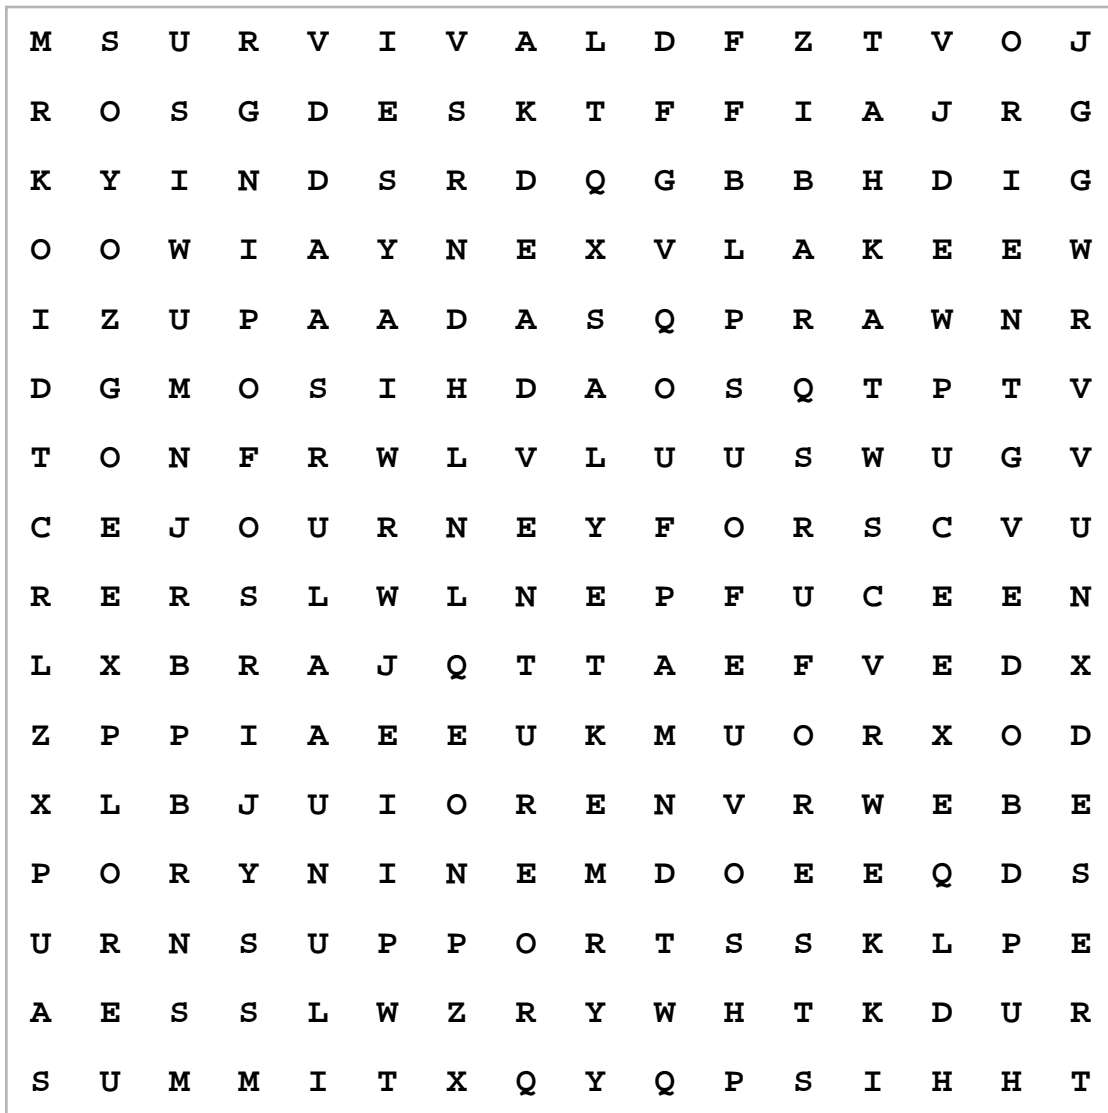 M S U R V I V A L D F Z T V O J
R O S G D E S K T F F I A J R G
K Y I N D S R D Q G B B H D I G
O O W I A Y N E X V L A K E E W
I Z U P A A D A S Q P R A W N R
D G M O S I H D A O S Q T P T V
T O N F R W L V L U U S W U G V
C E J O U R N E Y F O R S C V U
R E R S L W L N E P F U C E E N
L X B R A J Q T T A E F V E D X
Z P P I A E E U K M U O R X O D
X L B J U I O R E N V R W E B E
P O R Y N I N E M D O E E Q D S
U R N S U P P O R T S S K L P E
A E S S L W Z R Y W H T K D U R
S U M M I T X Q Y Q P S I H H T